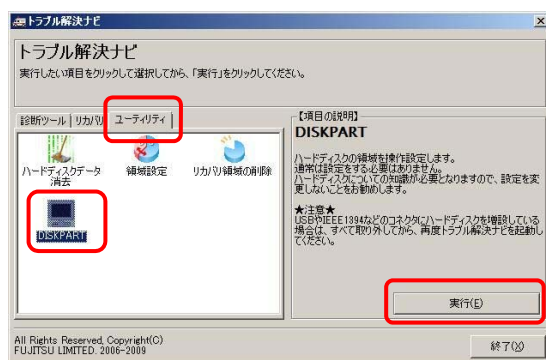 トラブル解決ナビ
トラブル解決ナビ
実行したい項目をクリックして選択してから、「実行」をクリックしてください。
診断ツール リカバリ ユーティリティ
ハードディスクデータ消去
領域設定
リカバリ領域の削除
DISKPART
【項目の説明】
DISKPART
ハードディスクの領域を操作設定します。
通常は設定をする必要はありません。
ハードディスクについての知識が必要となりますので、設定を変
更しないことをお勧めします。
★注意★
USBやIEEE1394などのコネクタにハードディスクを増設している
場合は、すべて取り外してから、再度トラブル解決ナビを起動し
てください。
実行(E)
All Rights Reserved, Copyright(C)
FUJITSU LIMITED. 2006-2009
終了(X)